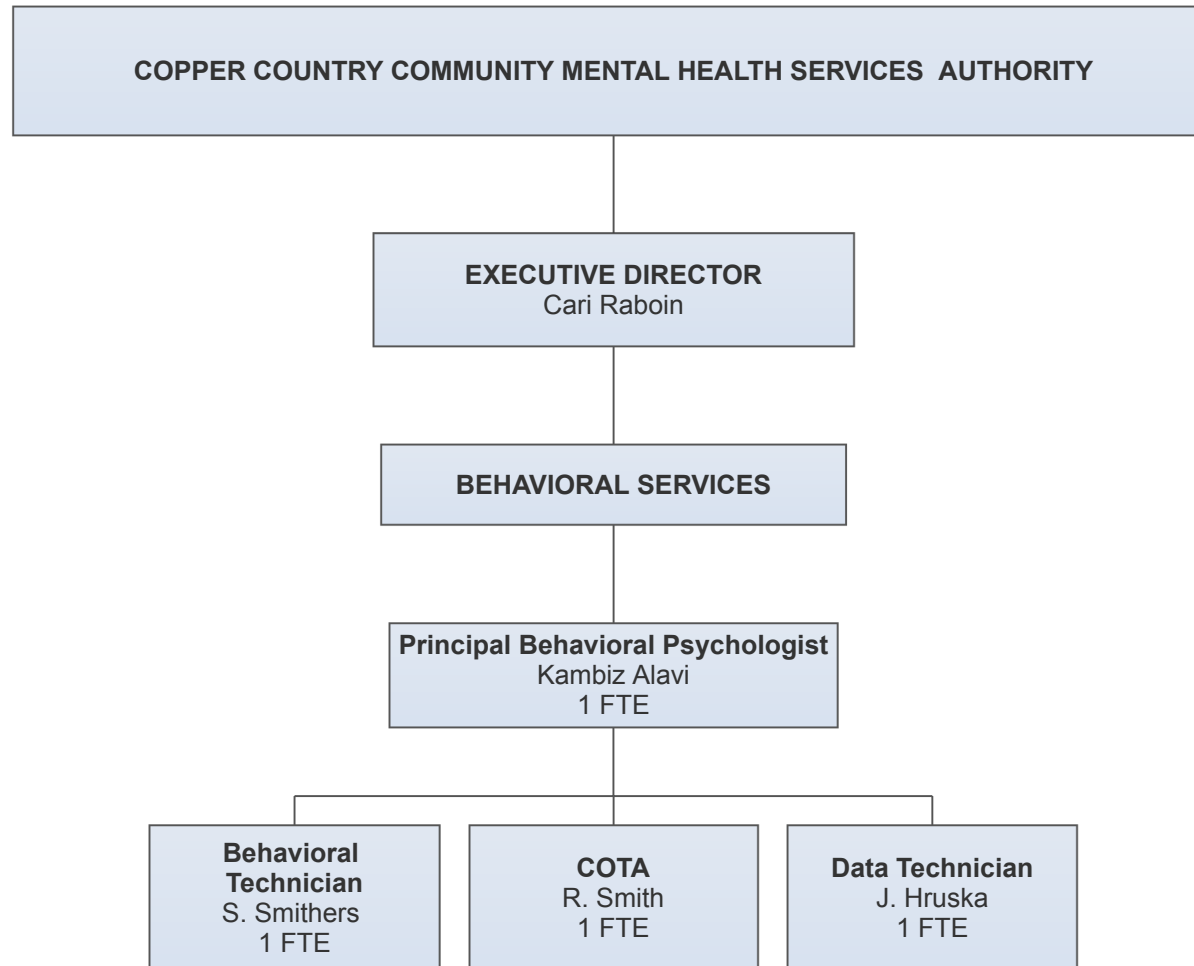 COPPER COUNTRY COMMUNITY MENTAL HEALTH SERVICES  AUTHORITY
EXECUTIVE DIRECTOR
Cari Raboin
BEHAVIORAL SERVICES
Principal Behavioral Psychologist
Kambiz Alavi
1 FTE
Behavioral
Technician
S. Smithers
1 FTE
COTA
R. Smith
1 FTE
Data Technician
J. Hruska
1 FTE